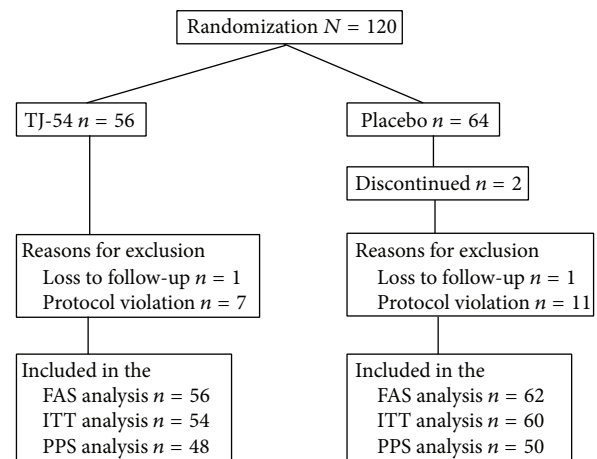 Randomization N = 120
TJ-54 n = 56
Placebo n = 64
Discontinued n = 2
Reasons for exclusion
Loss to follow-up n = 1
Protocol violation n = 7
Reasons for exclusion
Loss to follow-up n = 1
Protocol violation n = 11
Included in the
FAS analysis n = 56
ITT analysis n = 54
PPS analysis n = 48
Included in the
FAS analysis n = 62
ITT analysis n = 60
PPS analysis n = 50